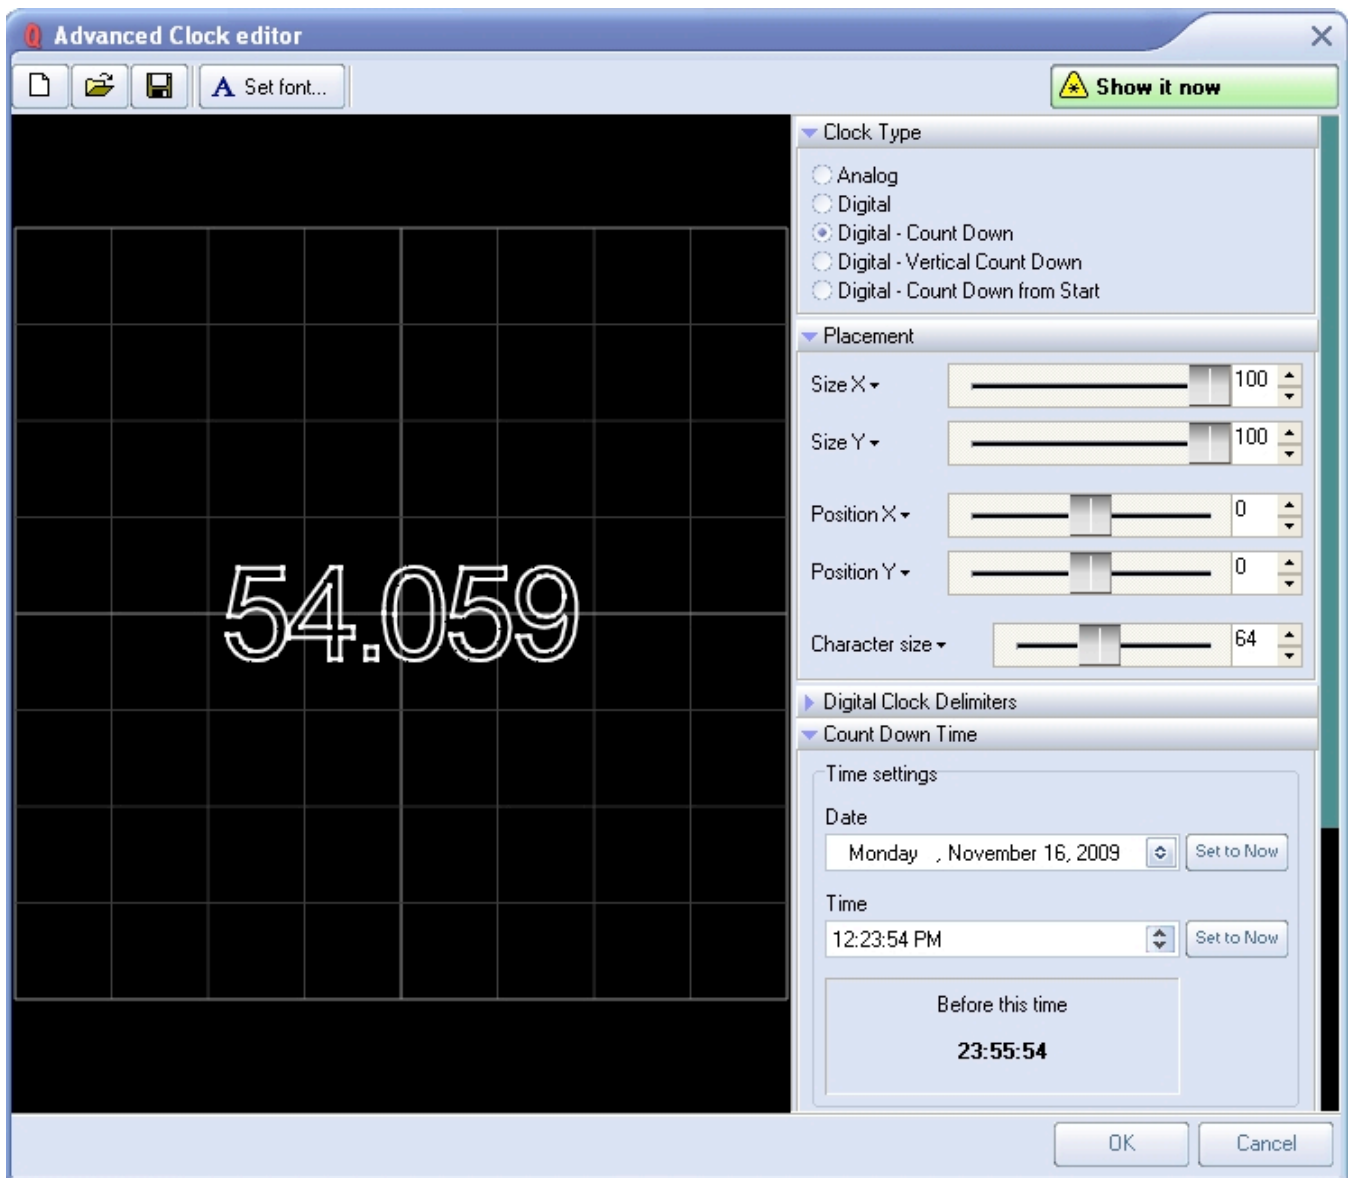 Advanced Clock editor
A Set font...
Show it now
54.059
Clock Type
Analog
Digital
Digital - Count Down
Digital - Vertical Count Down
Digital - Count Down from Start
Placement
Size X 100
Size Y 100
Position X 0
Position Y 0
Character size 64
Digital Clock Delimiters
Count Down Time
Time settings
Date
Monday , November 16, 2009 Set to Now
Time
12:23:54 PM Set to Now
Before this time
23:55:54
OK Cancel